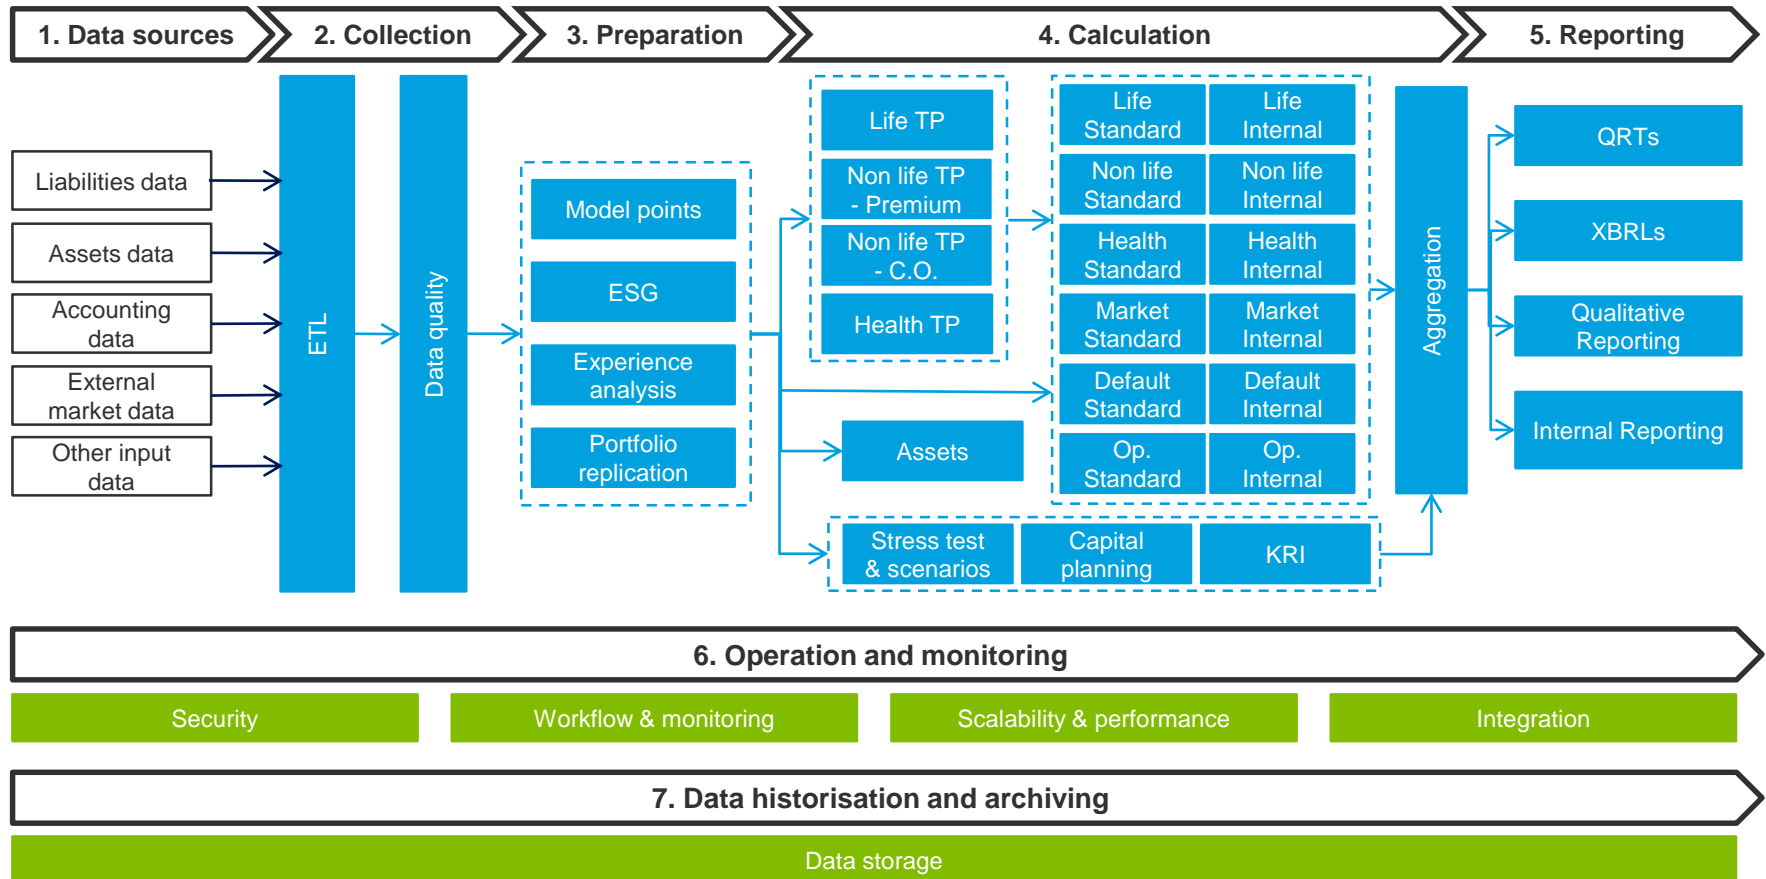 1. Data sources
2. Collection
3. Preparation
4. Calculation
5. Reporting
Liabilities data
Assets data
Accounting
data
External
market data
Other input
data
ETL
Data quality
Model points
ESG
Experience
analysis
Portfolio
replication
Life TP
Non life TP
- Premium
Non life TP
- C.O.
Health TP
Assets
Life
Standard
Life
Internal
Non life
Standard
Non life
Internal
Health
Standard
Health
Internal
Market
Standard
Market
Internal
Default
Standard
Default
Internal
Op.
Standard
Op.
Internal
Stress test
& scenarios
Capital
planning
KRI
Aggregation
QRTs
XBRLs
Qualitative
Reporting
Internal Reporting
6. Operation and monitoring
Security
Workflow & monitoring
Scalability & performance
Integration
7. Data historisation and archiving
Data storage